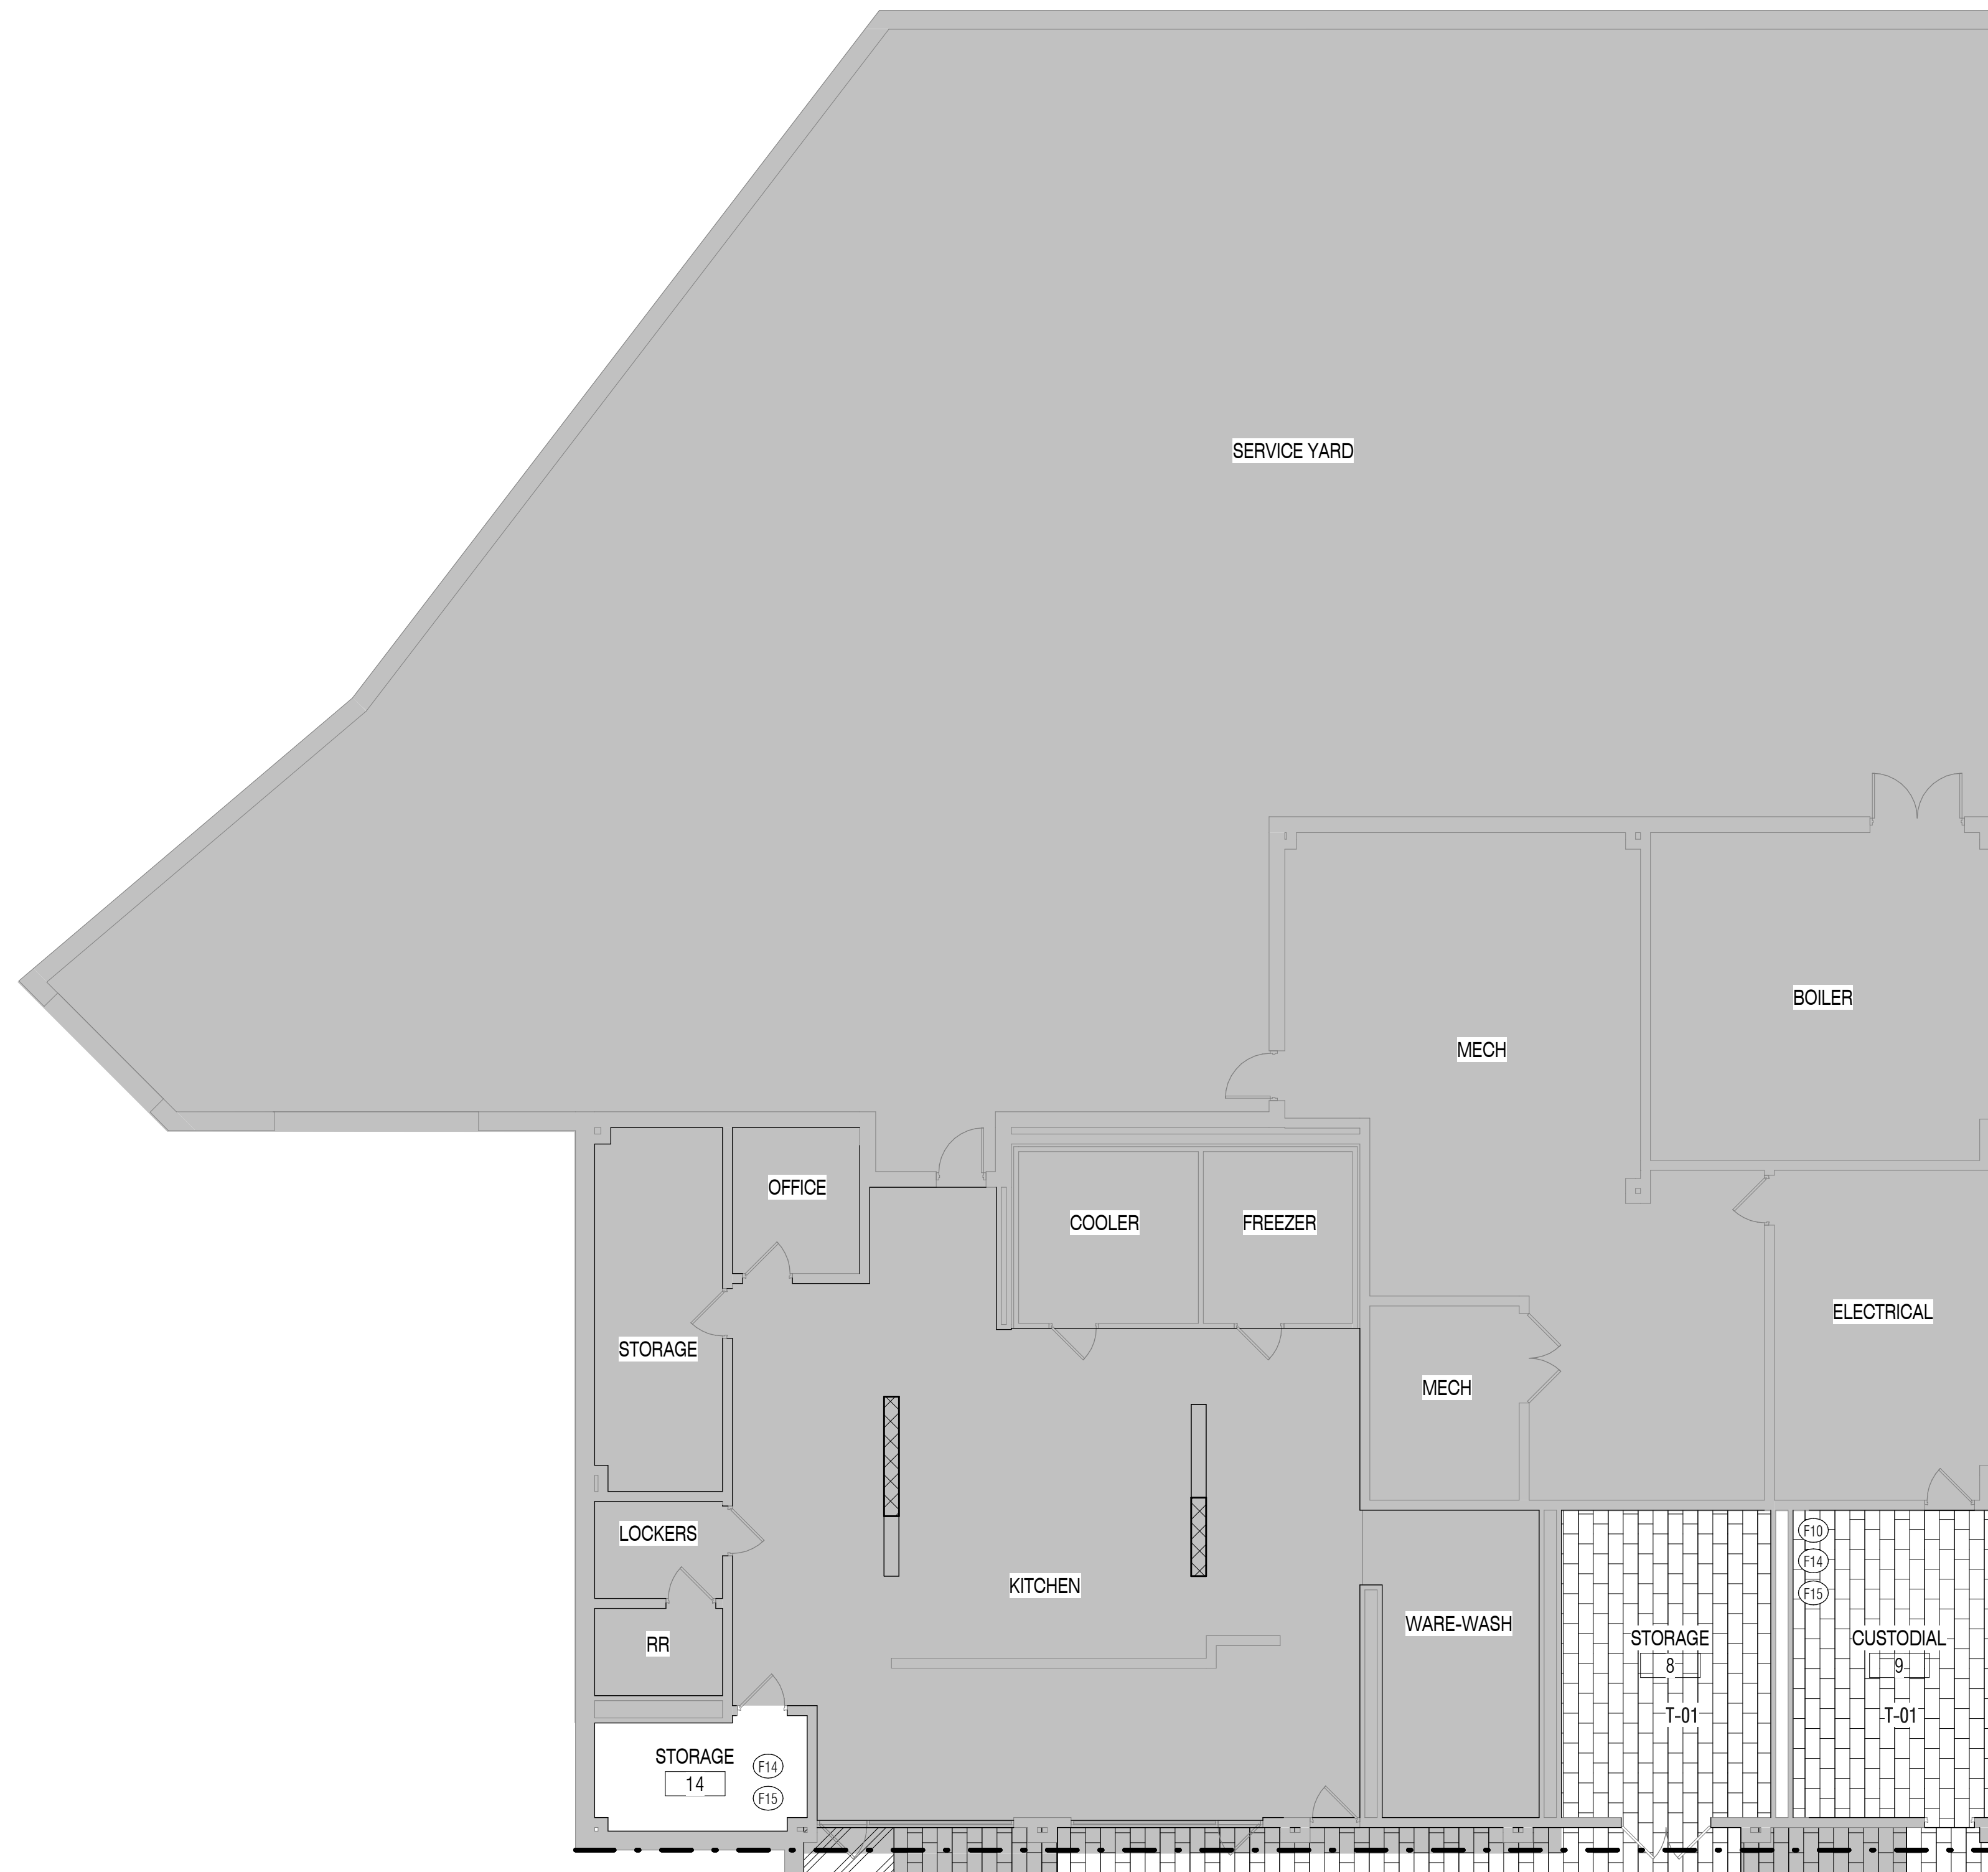 SERVICE YARD
BOILER
MECH
OFFICE
COOLER
FREEZER
ELECTRICAL
STORAGE
MECH
LOCKERS
KITCHEN
RR
WARE-WASH
F10
F14
F15
STORAGE
8
T-01
CUSTODIAL
9
T-01
STORAGE
14
F14
F15